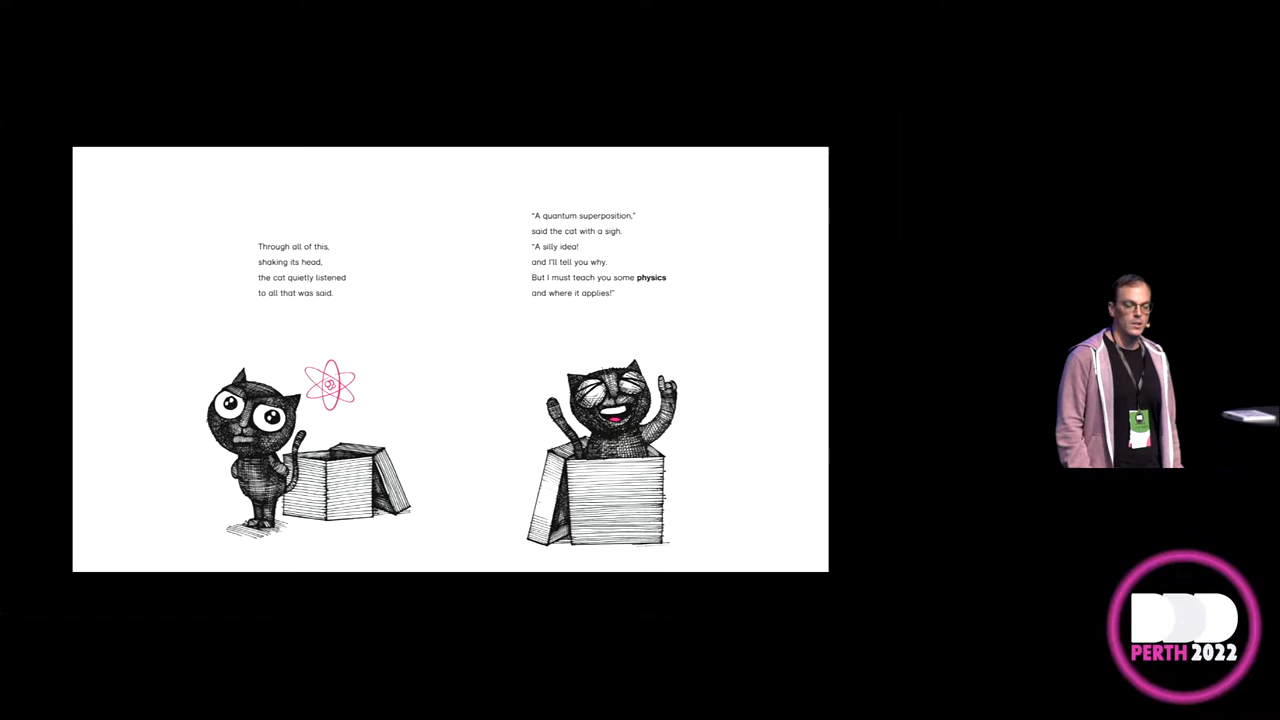 Through all of this,
shaking its head,
the cat quietly listened
to all that was said.
“A quantum superposition,”
said the cat with a sigh.
“A silly idea!
and I’ll tell you why.
But I must teach you some physics
and where it applies!”
DDD
PERTH 2022